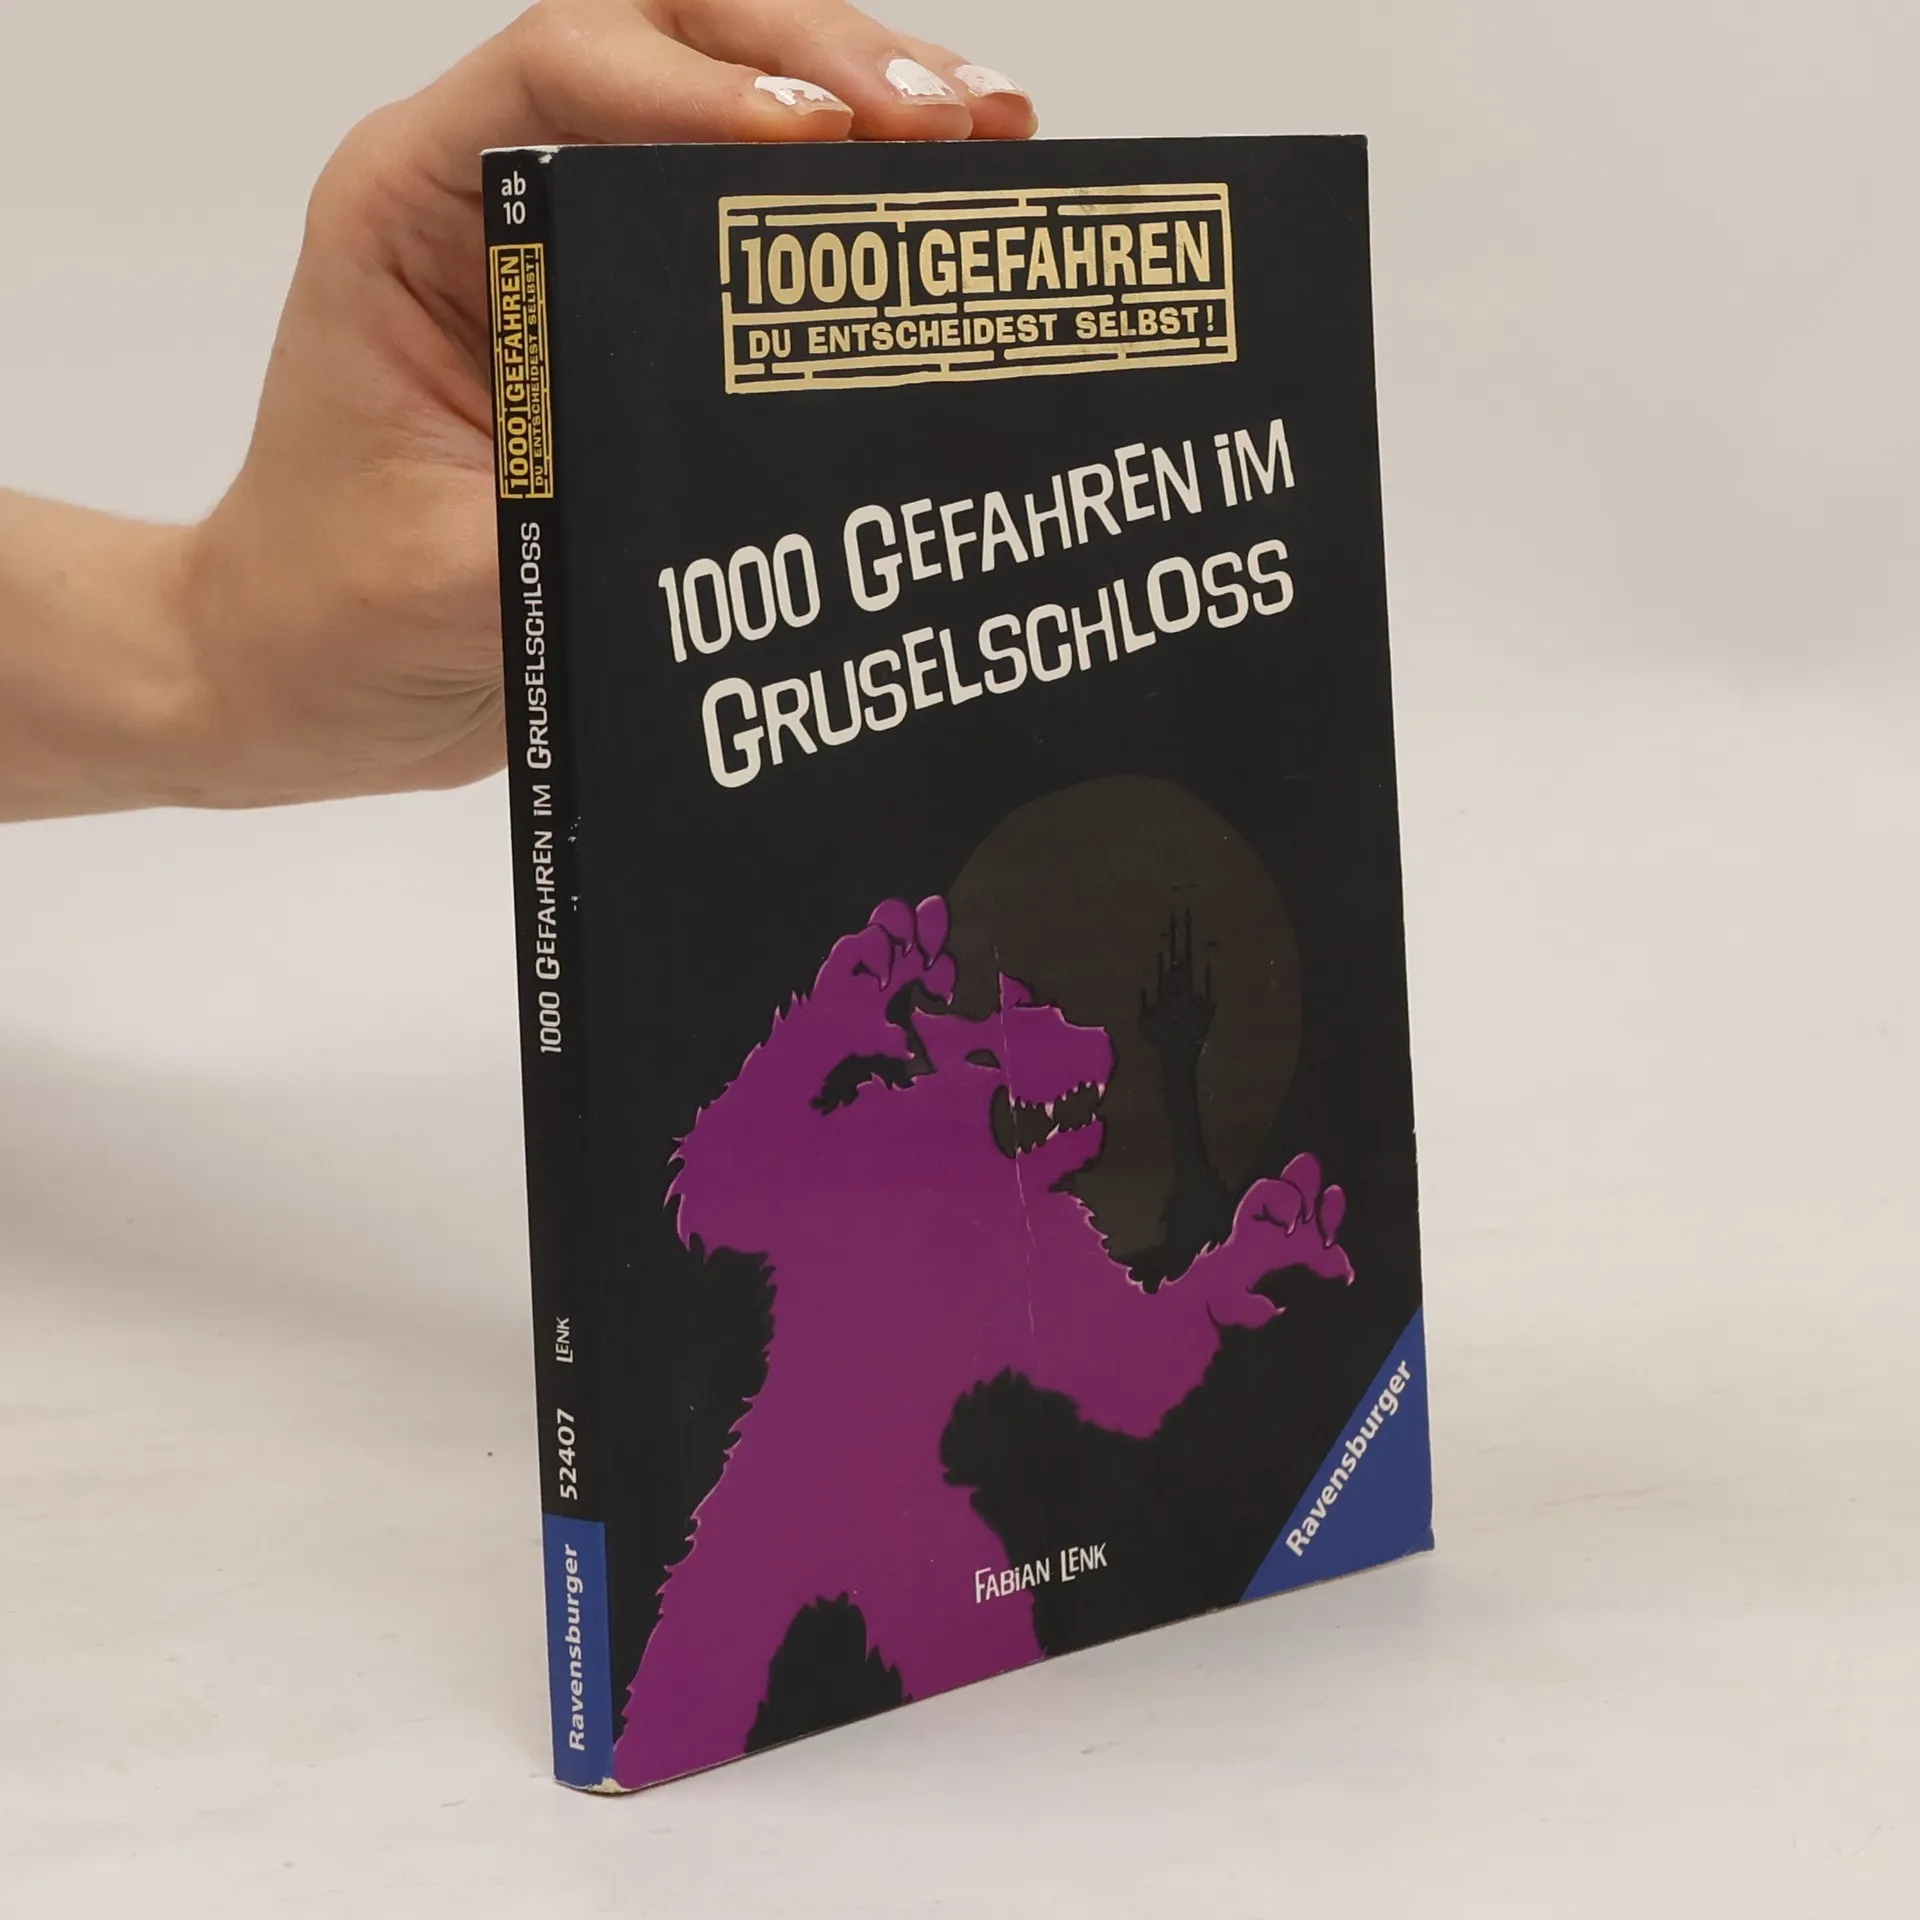 ab
10
1000 GEFAHREN
DU ENTSCHEIDEST SELBST!
1000 GEFAHREN IM GRUSELSCHLOSS
LENK
52407
Ravensburger
1000 GEFAHREN
DU ENTSCHEIDEST SELBST!
1000 GEFAHREN iM
GRUSELSCHLOSS
FABiAN LENK
Ravensburger